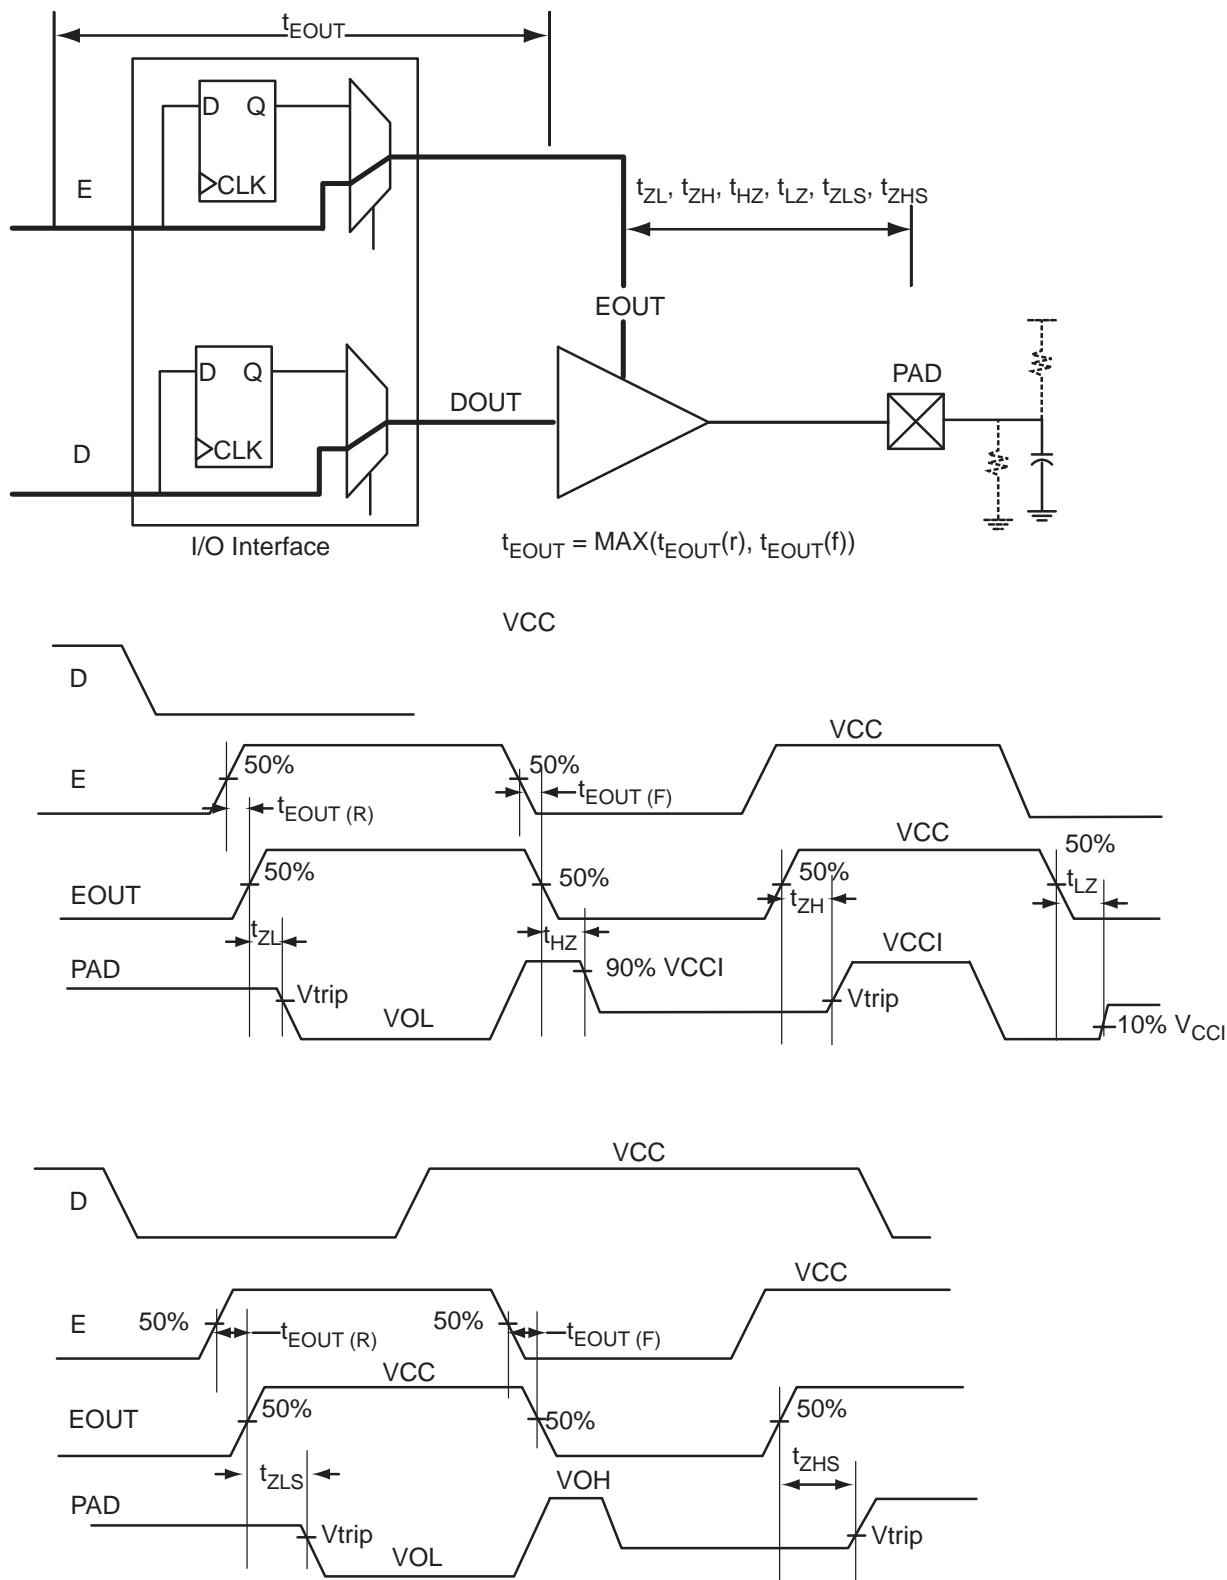 tEOUT
D Q
CLK
E
tZL, tZH, tHZ, tLZ, tZLS, tZHS
EOUT
D Q
CLK
DOUT
PAD
D
I/O Interface
tEOUT = MAX(tEOUT(r), tEOUT(f))
VCC
D
VCC
E
50%
50%
tEOUT (R)
tEOUT (F)
VCC
50%
EOUT
50%
50%
50%
tLZ
tZL
tHZ
tZH
PAD
VCCI
90% VCCI
Vtrip
Vtrip
VOL
10% VCCI
VCC
D
VCC
E
50%
tEOUT (R)
50%
tEOUT (F)
VCC
EOUT
50%
50%
50%
tZLS
tZHS
PAD
VOH
Vtrip
Vtrip
VOL